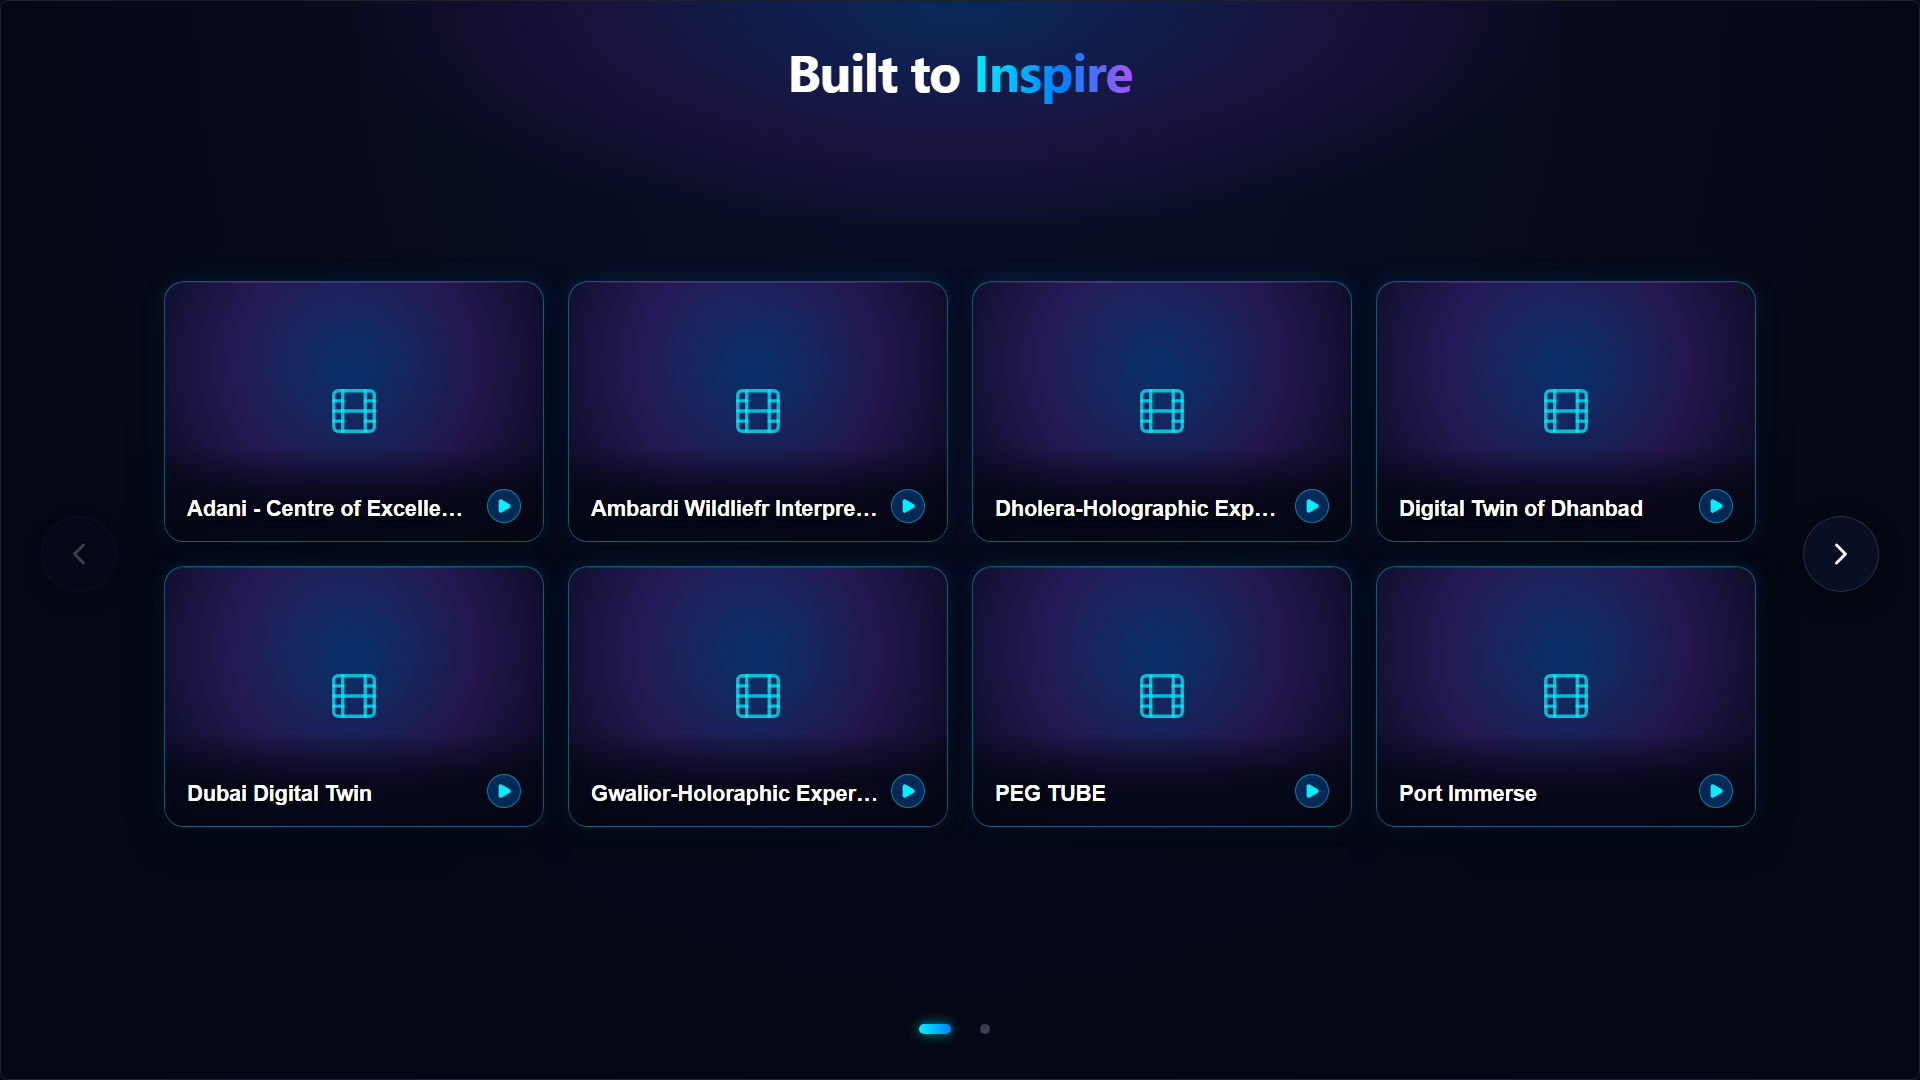 Built to Inspire
Adani - Centre of Excelle...
Ambardi Wildliefr Interpre...
Dholera-Holographic Exp...
Digital Twin of Dhanbad
Dubai Digital Twin
Gwalior-Holoraphic Exper...
PEG TUBE
Port Immerse